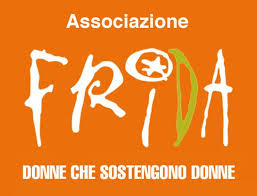 Associazione
FRiDA
DONNE CHE SOSTENGONO DONNE